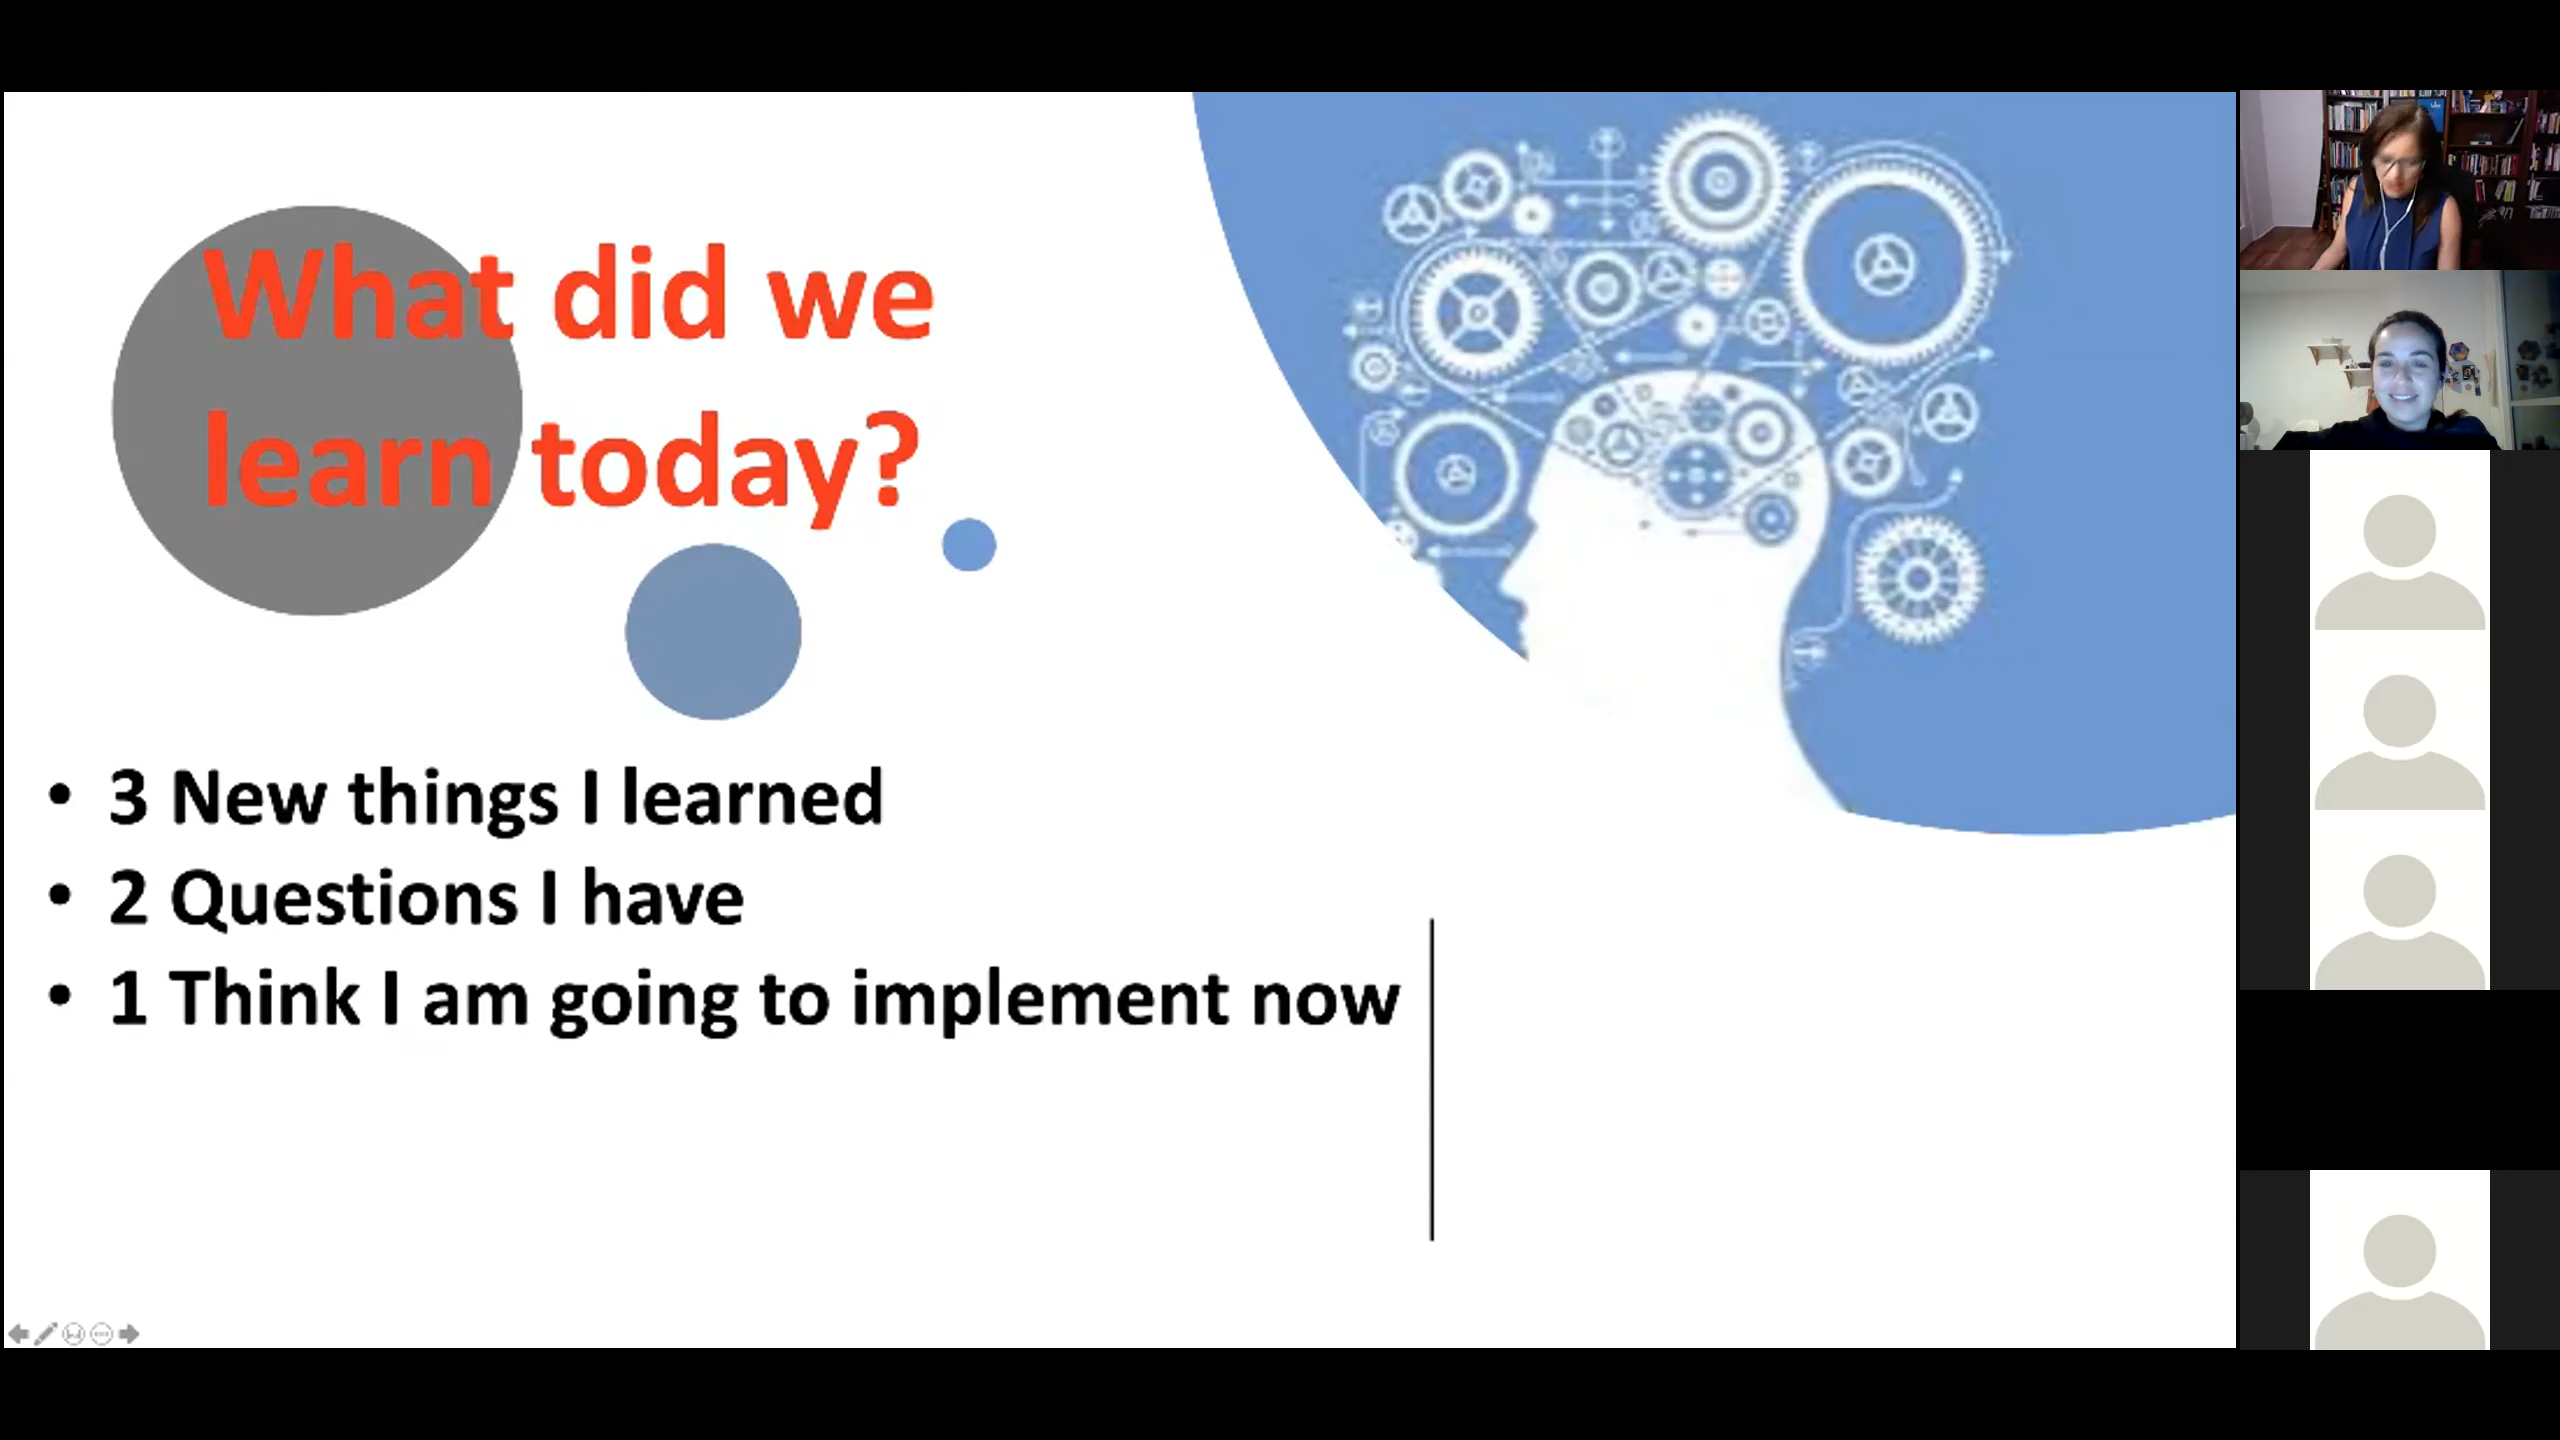 What did we
learn today?
• 3 New things I learned
• 2 Questions I have
• 1 Think I am going to implement now